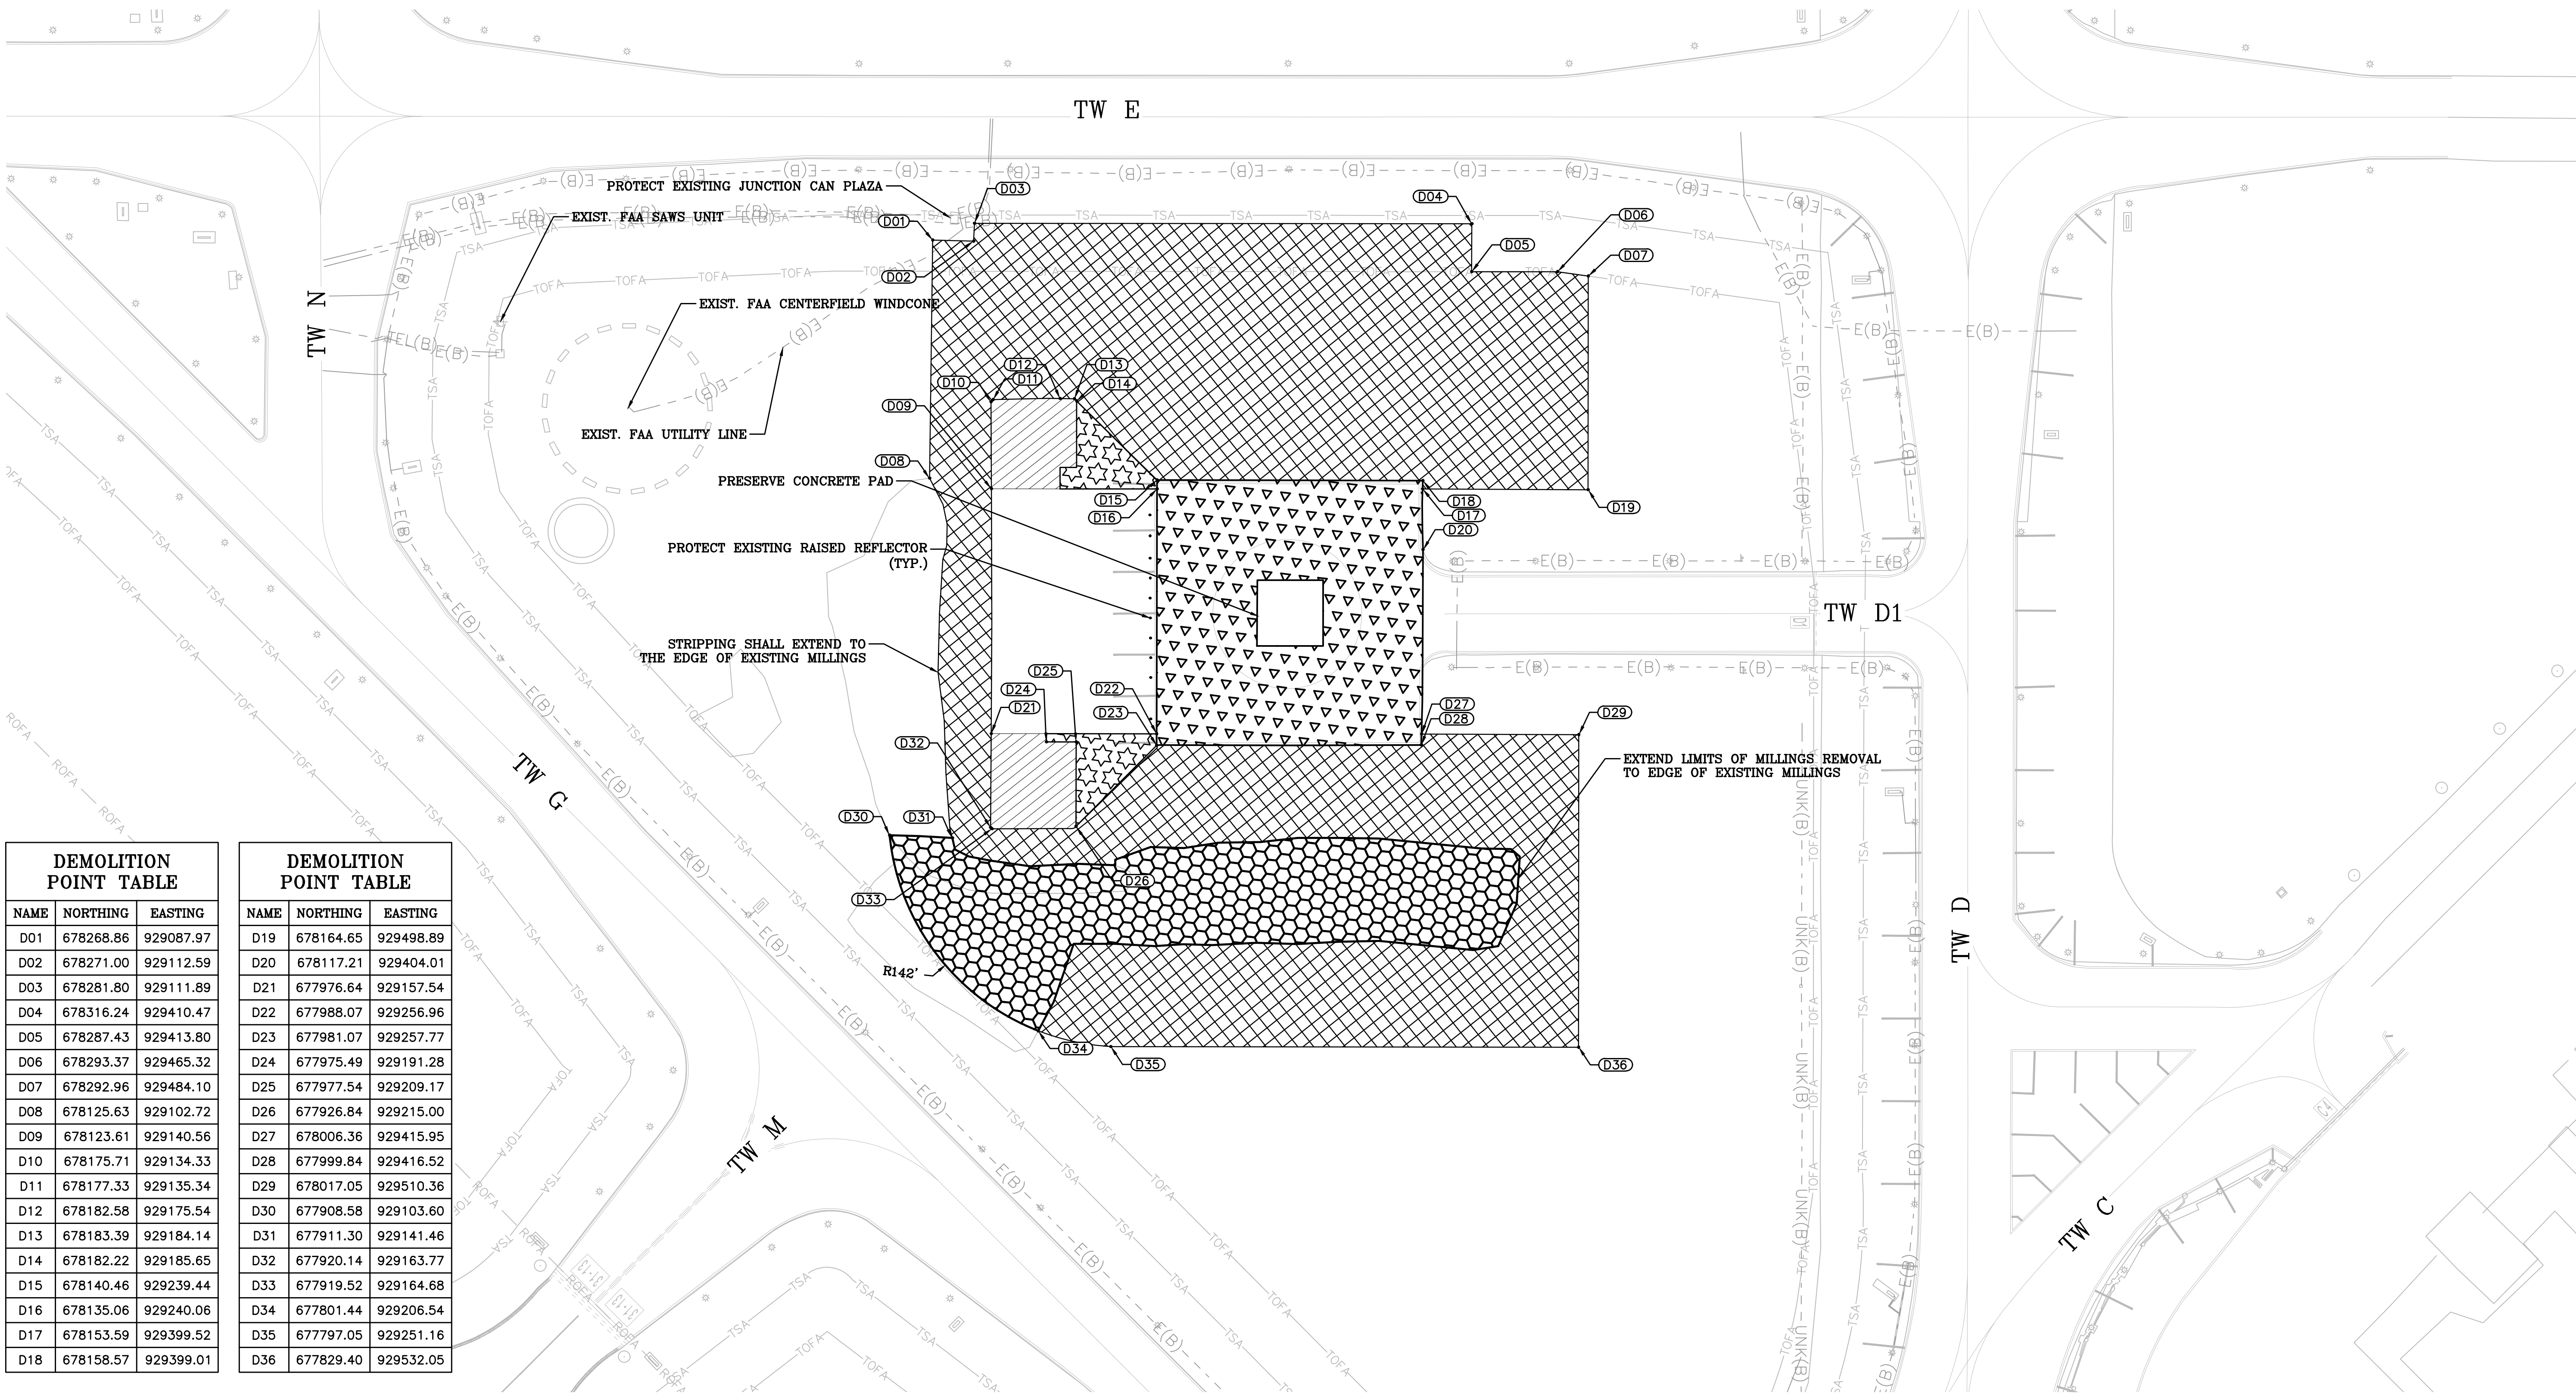 TW E
PROTECT EXISTING JUNCTION CAN PLAZA
D03
EXIST. FAA SAWS UNIT
D01
D04
D06
D02
D05
D07
TW N
EXIST. FAA CENTERFIELD WINDCONE
D12
D13
D10
D11
D14
D09
EXIST. FAA UTILITY LINE
D08
PRESERVE CONCRETE PAD
D15
D18
D16
D17
D19
D20
PROTECT EXISTING RAISED REFLECTOR
(TYP.)
TW D1
STRIPPING SHALL EXTEND TO
THE EDGE OF EXISTING MILLINGS
D25
D24
D22
D21
D23
D27
D28
D29
D32
EXTEND LIMITS OF MILLINGS REMOVAL
TO EDGE OF EXISTING MILLINGS
TW G
D30
D31
D26
D33
TW D
R142'
D34
D35
D36
TW M
TW C
31-13
31-13
C4
D1
E(B)
TEL(B)
UNK(B)
TSA
TOFA
ROFA
DEMOLITION
POINT TABLE
NAME NORTHING EASTING
D01 678268.86 929087.97
D02 678271.00 929112.59
D03 678281.80 929111.89
D04 678316.24 929410.47
D05 678287.43 929413.80
D06 678293.37 929465.32
D07 678292.96 929484.10
D08 678125.63 929102.72
D09 678123.61 929140.56
D10 678175.71 929134.33
D11 678177.33 929135.34
D12 678182.58 929175.54
D13 678183.39 929184.14
D14 678182.22 929185.65
D15 678140.46 929239.44
D16 678135.06 929240.06
D17 678153.59 929399.52
D18 678158.57 929399.01
DEMOLITION
POINT TABLE
NAME NORTHING EASTING
D19 678164.65 929498.89
D20 678117.21 929404.01
D21 677976.64 929157.54
D22 677988.07 929256.96
D23 677981.07 929257.77
D24 677975.49 929191.28
D25 677977.54 929209.17
D26 677926.84 929215.00
D27 678006.36 929415.95
D28 677999.84 929416.52
D29 678017.05 929510.36
D30 677908.58 929103.60
D31 677911.30 929141.46
D32 677920.14 929163.77
D33 677919.52 929164.68
D34 677801.44 929206.54
D35 677797.05 929251.16
D36 677829.40 929532.05